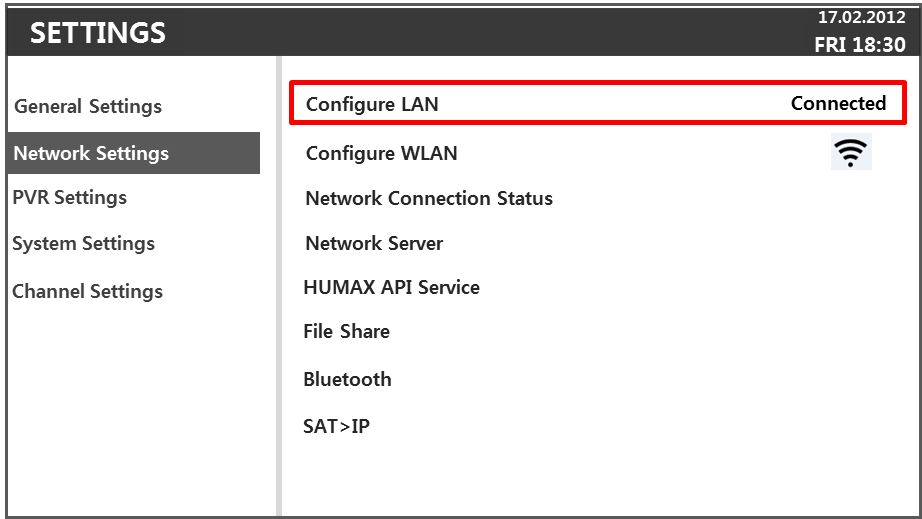 SETTINGS
17.02.2012
FRI 18:30
General Settings
Network Settings
PVR Settings
System Settings
Channel Settings
Configure LAN Connected
Configure WLAN
Network Connection Status
Network Server
HUMAX API Service
File Share
Bluetooth
SAT>IP